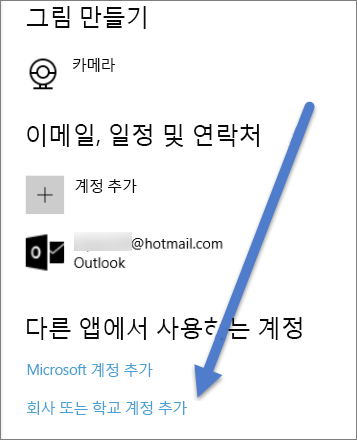 그림 만들기
카메라
이메일, 일정 및 연락처
계정 추가
@hotmail.com
Outlook
다른 앱에서 사용하는 계정
Microsoft 계정 추가
회사 또는 학교 계정 추가